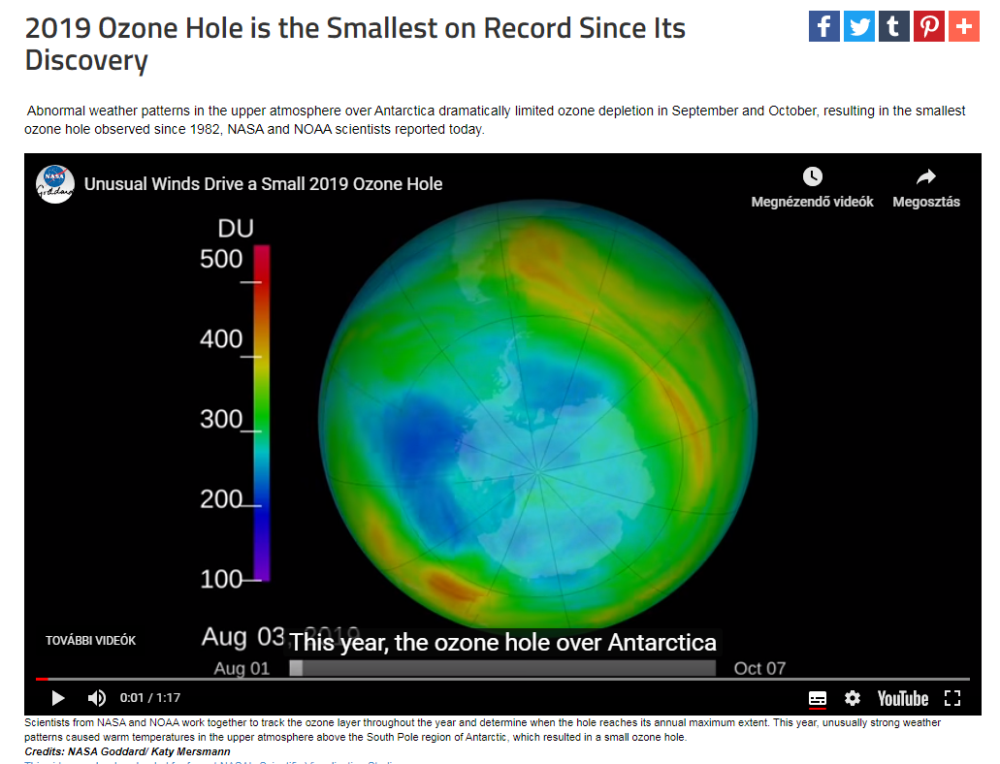 2019 Ozone Hole is the Smallest on Record Since Its
Discovery
Abnormal weather patterns in the upper atmosphere over Antarctica dramatically limited ozone depletion in September and October, resulting in the smallest
ozone hole observed since 1982, NASA and NOAA scientists reported today.
NASA
Goddard
Unusual Winds Drive a Small 2019 Ozone Hole
Megnézendő videók
Megosztás
DU
500
400
300
200
100
TOVÁBBI VIDEÓK
Aug 03, 2019
This year, the ozone hole over Antarctica
Aug 01
Oct 07
0:01 / 1:17
YouTube
Scientists from NASA and NOAA work together to track the ozone layer throughout the year and determine when the hole reaches its annual maximum extent. This year, unusually strong weather
patterns caused warm temperatures in the upper atmosphere above the South Pole region of Antarctic, which resulted in a small ozone hole.
Credits: NASA Goddard/ Katy Mersmann